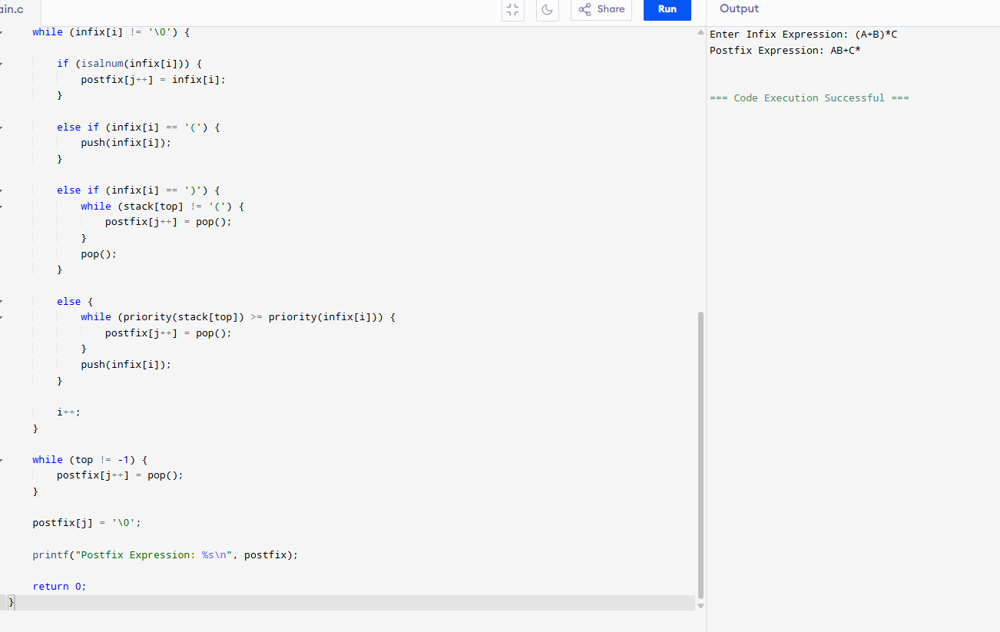 ain.c
Share
Run
Output
while (infix[i] != '\0') {
if (isalnum(infix[i])) {
postfix[j++] = infix[i];
}
else if (infix[i] == '(') {
push(infix[i]);
}
else if (infix[i] == ')') {
while (stack[top] != '(') {
postfix[j++] = pop();
}
pop();
}
else {
while (priority(stack[top]) >= priority(infix[i])) {
postfix[j++] = pop();
}
push(infix[i]);
}
i++;
}
while (top != -1) {
postfix[j++] = pop();
}
postfix[j] = '\0';
printf("Postfix Expression: %s\n", postfix);
return 0;
}
Enter Infix Expression: (A+B)*C
Postfix Expression: AB+C*
=== Code Execution Successful ===